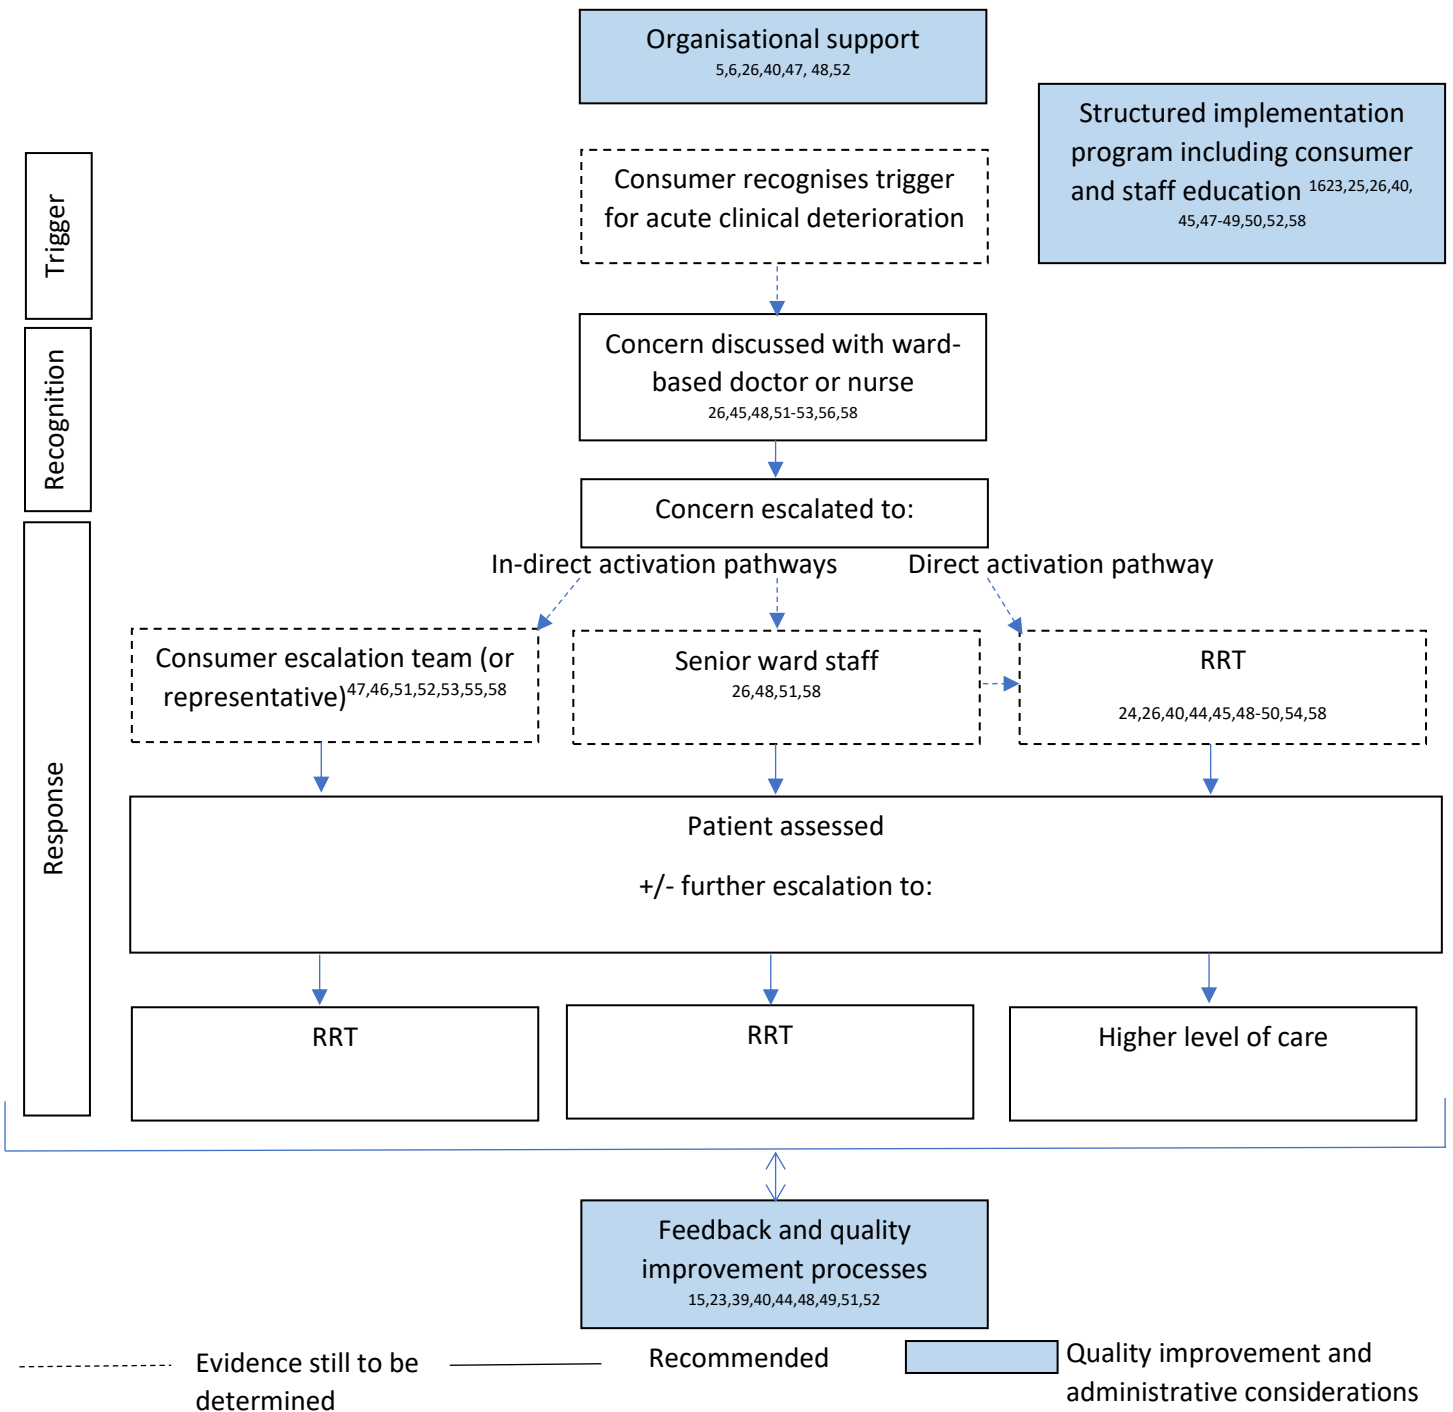 Organisational support
5,6,26,40,47, 48,52
Structured implementation
program including consumer
and staff education 1623,25,26,40,
45,47-49,50,52,58
Trigger
Consumer recognises trigger
for acute clinical deterioration
Recognition
Concern discussed with ward-
based doctor or nurse
26,45,48,51-53,56,58
Concern escalated to:
Response
In-direct activation pathways
Direct activation pathway
Consumer escalation team (or
representative)47,46,51,52,53,55,58
Senior ward staff
26,48,51,58
RRT
24,26,40,44,45,48-50,54,58
Patient assessed
+/- further escalation to:
RRT
RRT
Higher level of care
Feedback and quality
improvement processes
15,23,39,40,44,48,49,51,52
Evidence still to be
determined
Recommended
Quality improvement and
administrative considerations